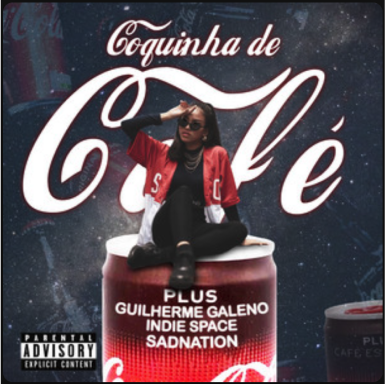 Coquinha de
Café
S C
PLUS
GUILHERME GALENO
INDIE SPACE
SADNATION
PARENTAL
ADVISORY
EXPLICIT CONTENT